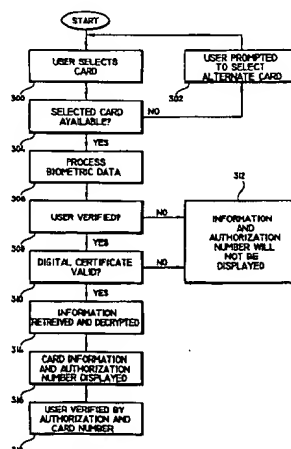 START
USER SELECTS
CARD
300
USER PROMPTED
TO SELECT
ALTERNATE CARD
302
SELECTED CARD
AVAILABLE?
NO
304
YES
PROCESS
BIOMETRIC DATA
306
USER VERIFIED?
NO
308
YES
312
INFORMATION
AND
AUTHORIZATION
NUMBER WILL
NOT BE
DISPLAYED
DIGITAL CERTIFICATE
VALID?
NO
310
YES
INFORMATION
RETREIVED AND DECRYPTED
314
CARD INFORMATION
AND AUTHORIZATION
NUMBER DISPLAYED
316
USER VERIFIED BY
AUTHORIZATION AND
CARD NUMBER